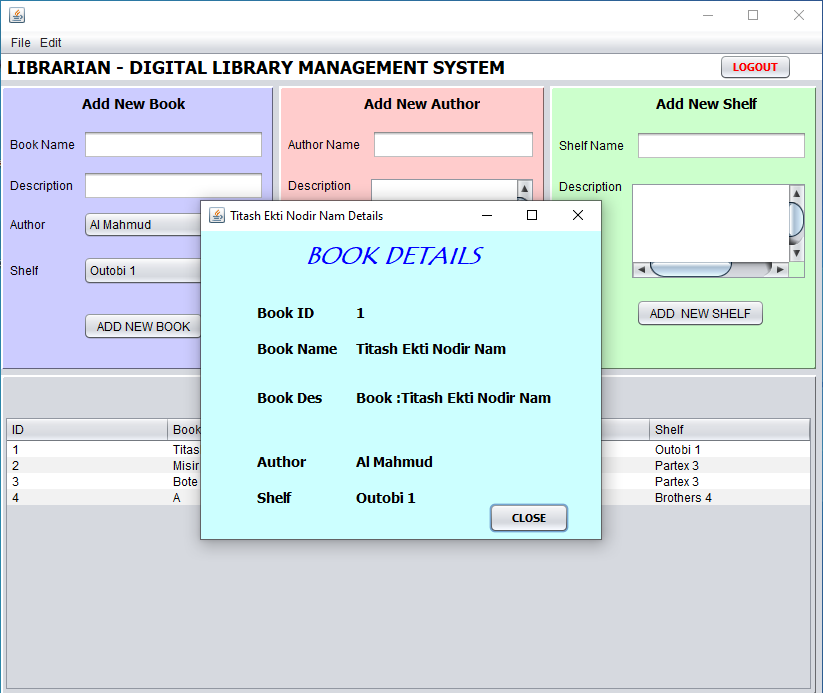 File Edit
LIBRARIAN - DIGITAL LIBRARY MANAGEMENT SYSTEM LOGOUT
Add New Book
Book Name
Description
Author Al Mahmud
Shelf Outobi 1
ADD NEW BOOK
Add New Author
Author Name
Description
Add New Shelf
Shelf Name
Description
ADD NEW SHELF
Titash Ekti Nodir Nam Details
BOOK DETAILS
Book ID 1
Book Name Titash Ekti Nodir Nam
Book Des Book :Titash Ekti Nodir Nam
Author Al Mahmud
Shelf Outobi 1
CLOSE
ID Book Shelf
1 Titas Outobi 1
2 Misir Partex 3
3 Bote Partex 3
4 A Brothers 4